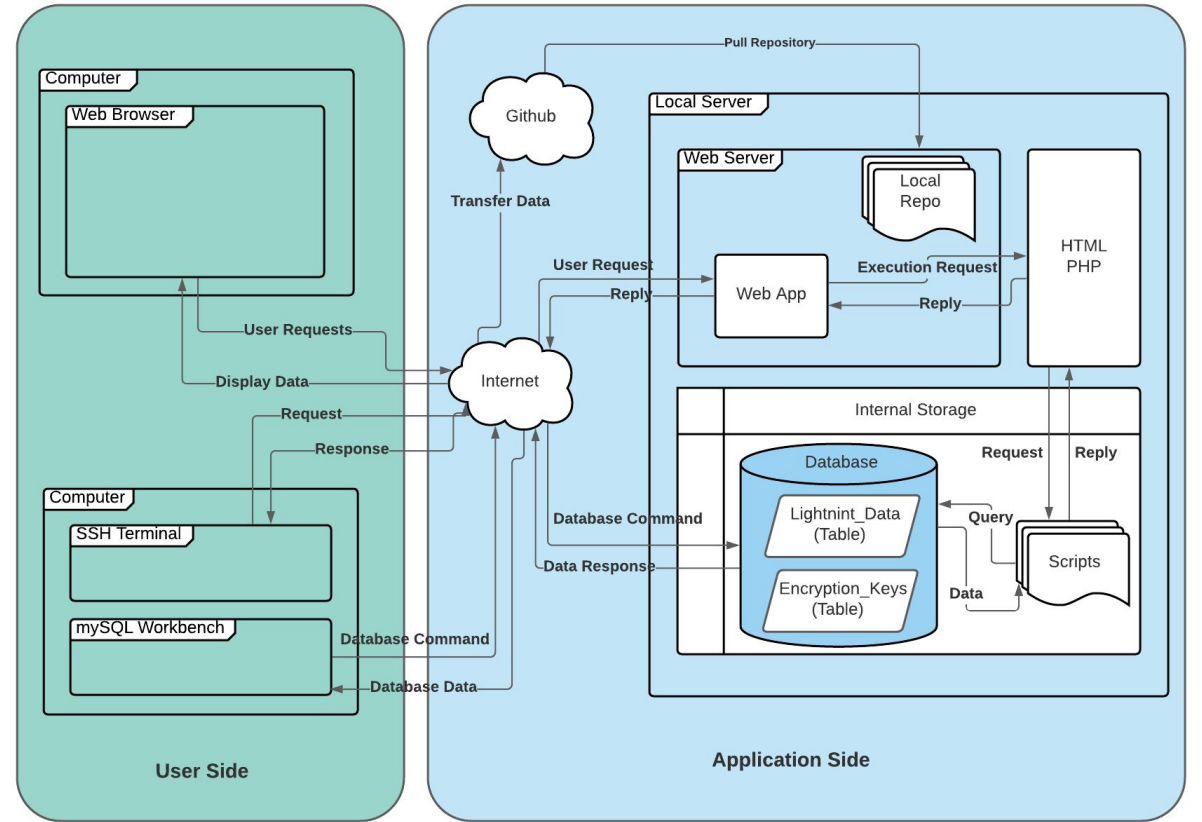 Computer
Web Browser
User Requests
Display Data
Request
Response
Computer
SSH Terminal
mySQL Workbench
Database Command
Database Data
User Side
Pull Repository
Github
Transfer Data
Internet
User Request
Reply
Database Command
Data Response
Local Server
Web Server
Local
Repo
Web App
Execution Request
Reply
HTML
PHP
Internal Storage
Request
Reply
Database
Lightnint_Data
(Table)
Encryption_Keys
(Table)
Query
Data
Scripts
Application Side